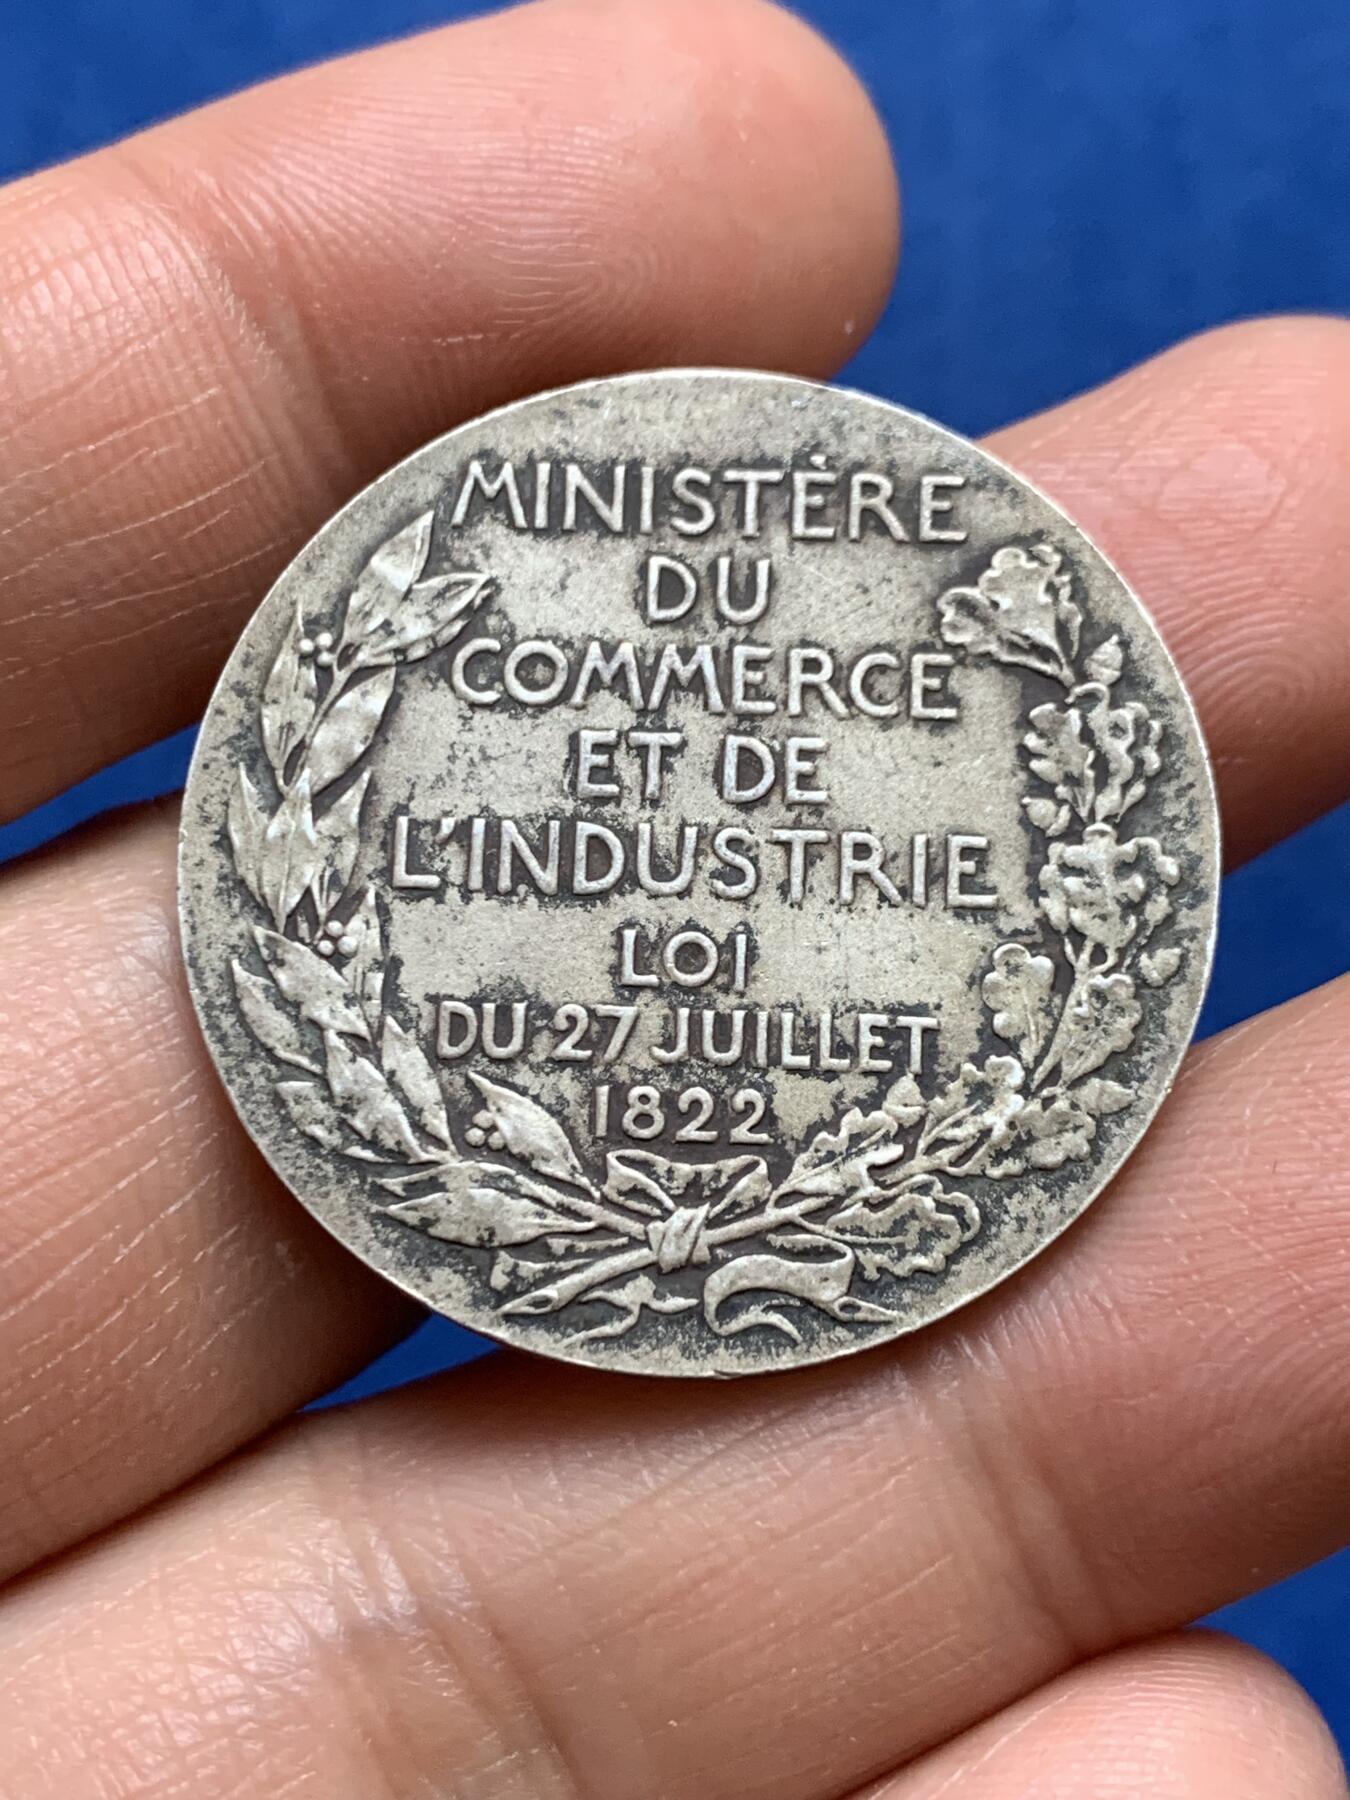 MINISTÈRE
DU
COMMERCE
ET DE
L'INDUSTRIE
LOI
DU 27 JUILLET
1822